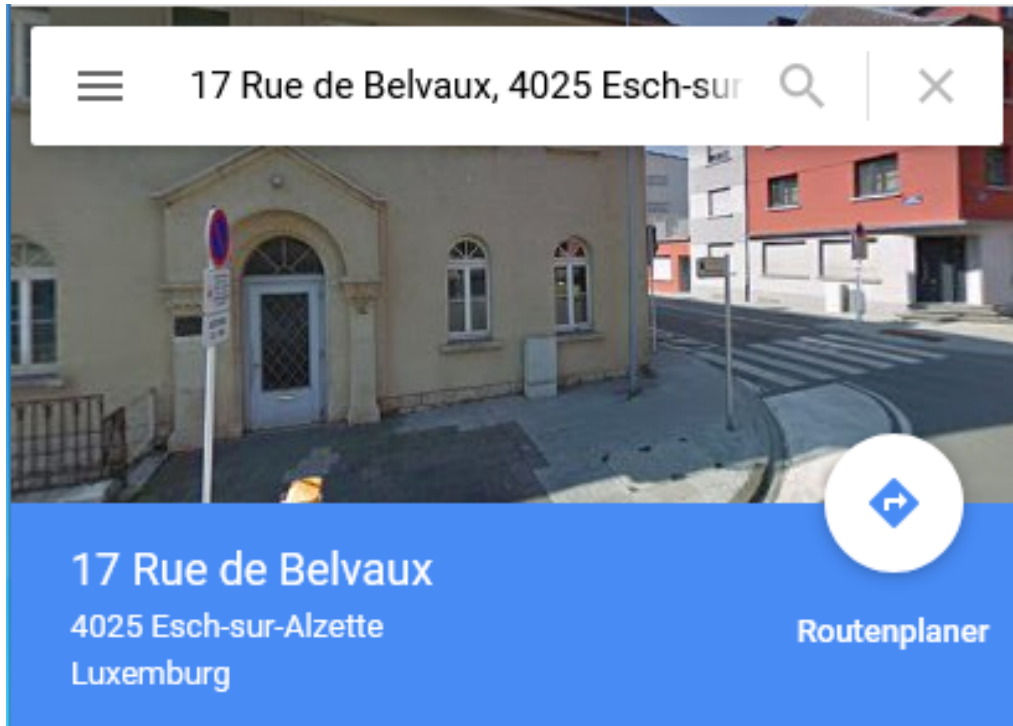 17 Rue de Belvaux, 4025 Esch-sur
17 Rue de Belvaux
4025 Esch-sur-Alzette
Luxemburg
Routenplaner